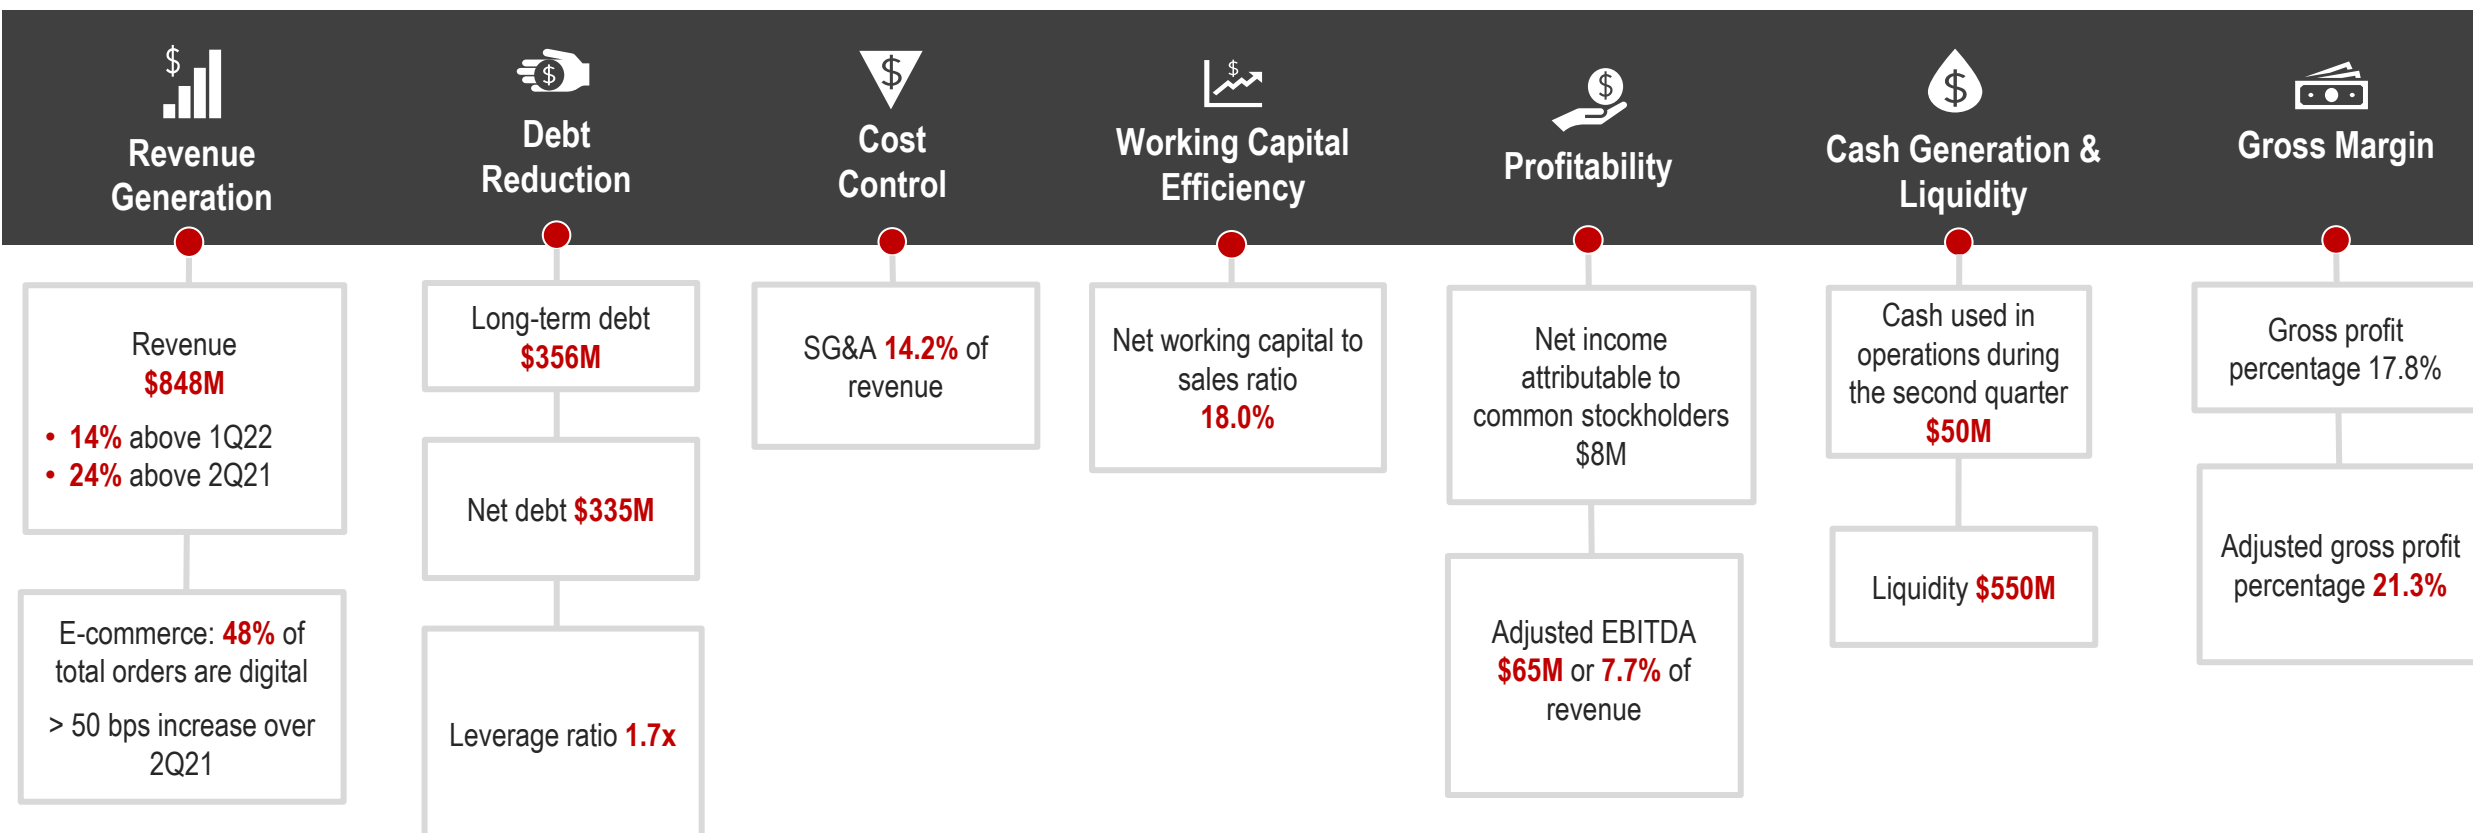 $
Revenue
Generation
Revenue
$848M
• 14% above 1Q22
• 24% above 2Q21
E-commerce: 48% of
total orders are digital
> 50 bps increase over
2Q21
$
Debt
Reduction
Long-term debt
$356M
Net debt $335M
Leverage ratio 1.7x
$
Cost
Control
SG&A 14.2% of
revenue
$
Working Capital
Efficiency
Net working capital to
sales ratio
18.0%
$
Profitability
Net income
attributable to
common stockholders
$8M
Adjusted EBITDA
$65M or 7.7% of
revenue
$
Cash Generation &
Liquidity
Cash used in
operations during
the second quarter
$50M
Liquidity $550M
Gross Margin
Gross profit
percentage 17.8%
Adjusted gross profit
percentage 21.3%